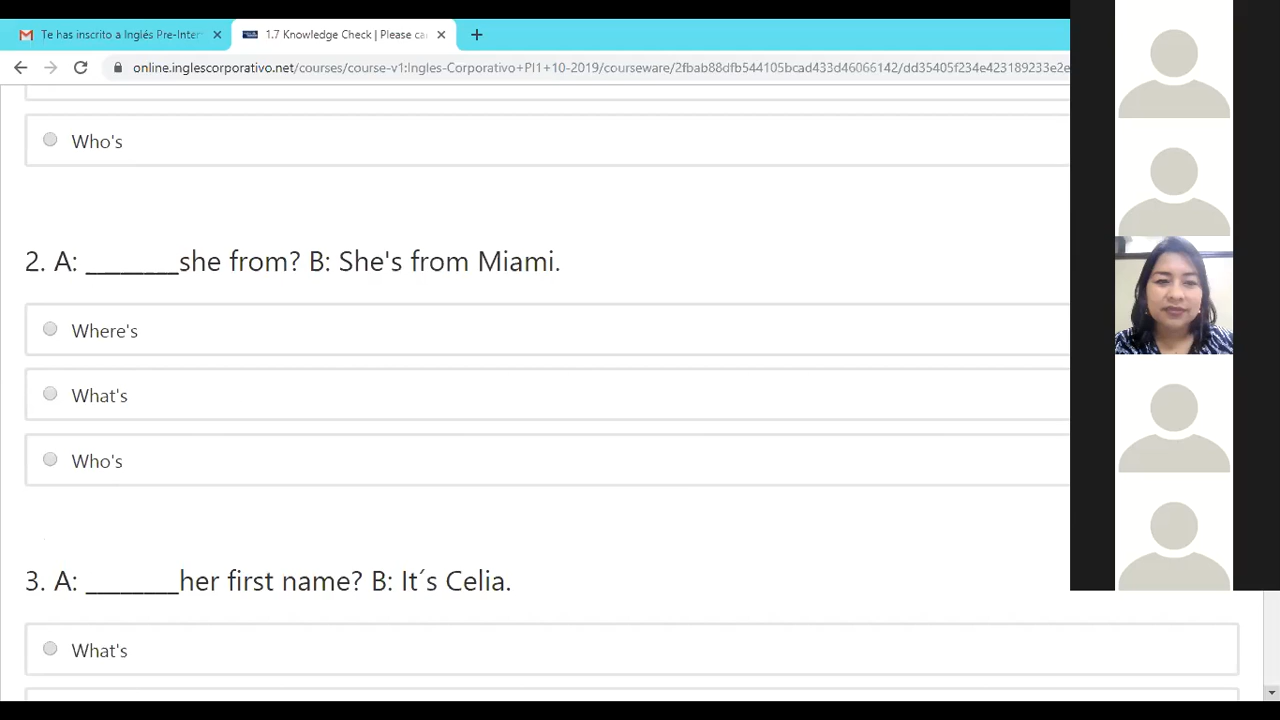 Te has inscrito a Inglés Pre-Inter
1.7 Knowledge Check | Please ca
online.inglescorporativo.net/courses/course-v1:Ingles-Corporativo+PI1+10-2019/courseware/2fbab88dfb544105bcad433d46066142/dd35405f234e423189233e2e
Who's
2. A: ________she from? B: She's from Miami.
Where's
What's
Who's
3. A: ________her first name? B: It´s Celia.
What's